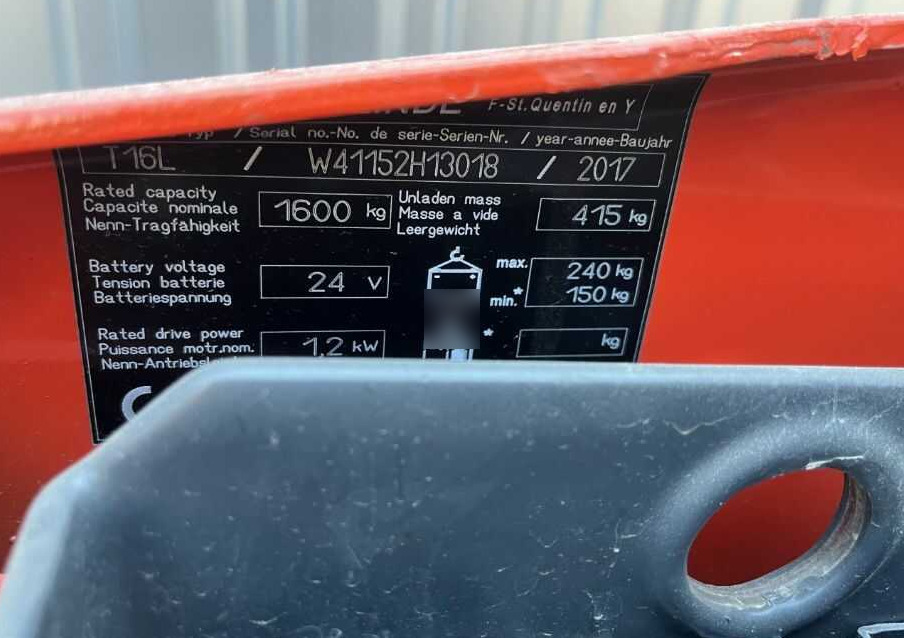 F-St.Quentin en Y
/ Serial no.-No. de serie-Serien-Nr. / year-annee-Baujahr
T16L / W41152H13018 / 2017
Rated capacity
Capacite nominale
Nenn-Tragfähigkeit
1600 kg
Unladen mass
Masse a vide
Leergewicht
415 kg
Battery voltage
Tension batterie
Batteriespannung
24 V
max. 240 kg
min.* 150 kg
Rated drive power
Puissance motr.nom.
1,2 kW
* kg